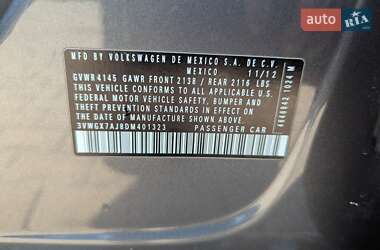 AUTO RIA
MFD. BY VOLKSWAGEN DE MEXICO S.A. DE C.V.
MEXICO 11/12
GVWR 4145 GAWR FRONT 2138 / REAR 2116 LBS
THIS VEHICLE CONFORMS TO ALL APPLICABLE
FEDERAL MOTOR VEHICLE SAFETY, BUMPER AND
THEFT PREVENTION STANDARDS IN EFFECT ON THE
DATE OF MANUFACTURE SHOWN ABOVE.
3VWGX7AJ8DM401323 PASSENGER CAR